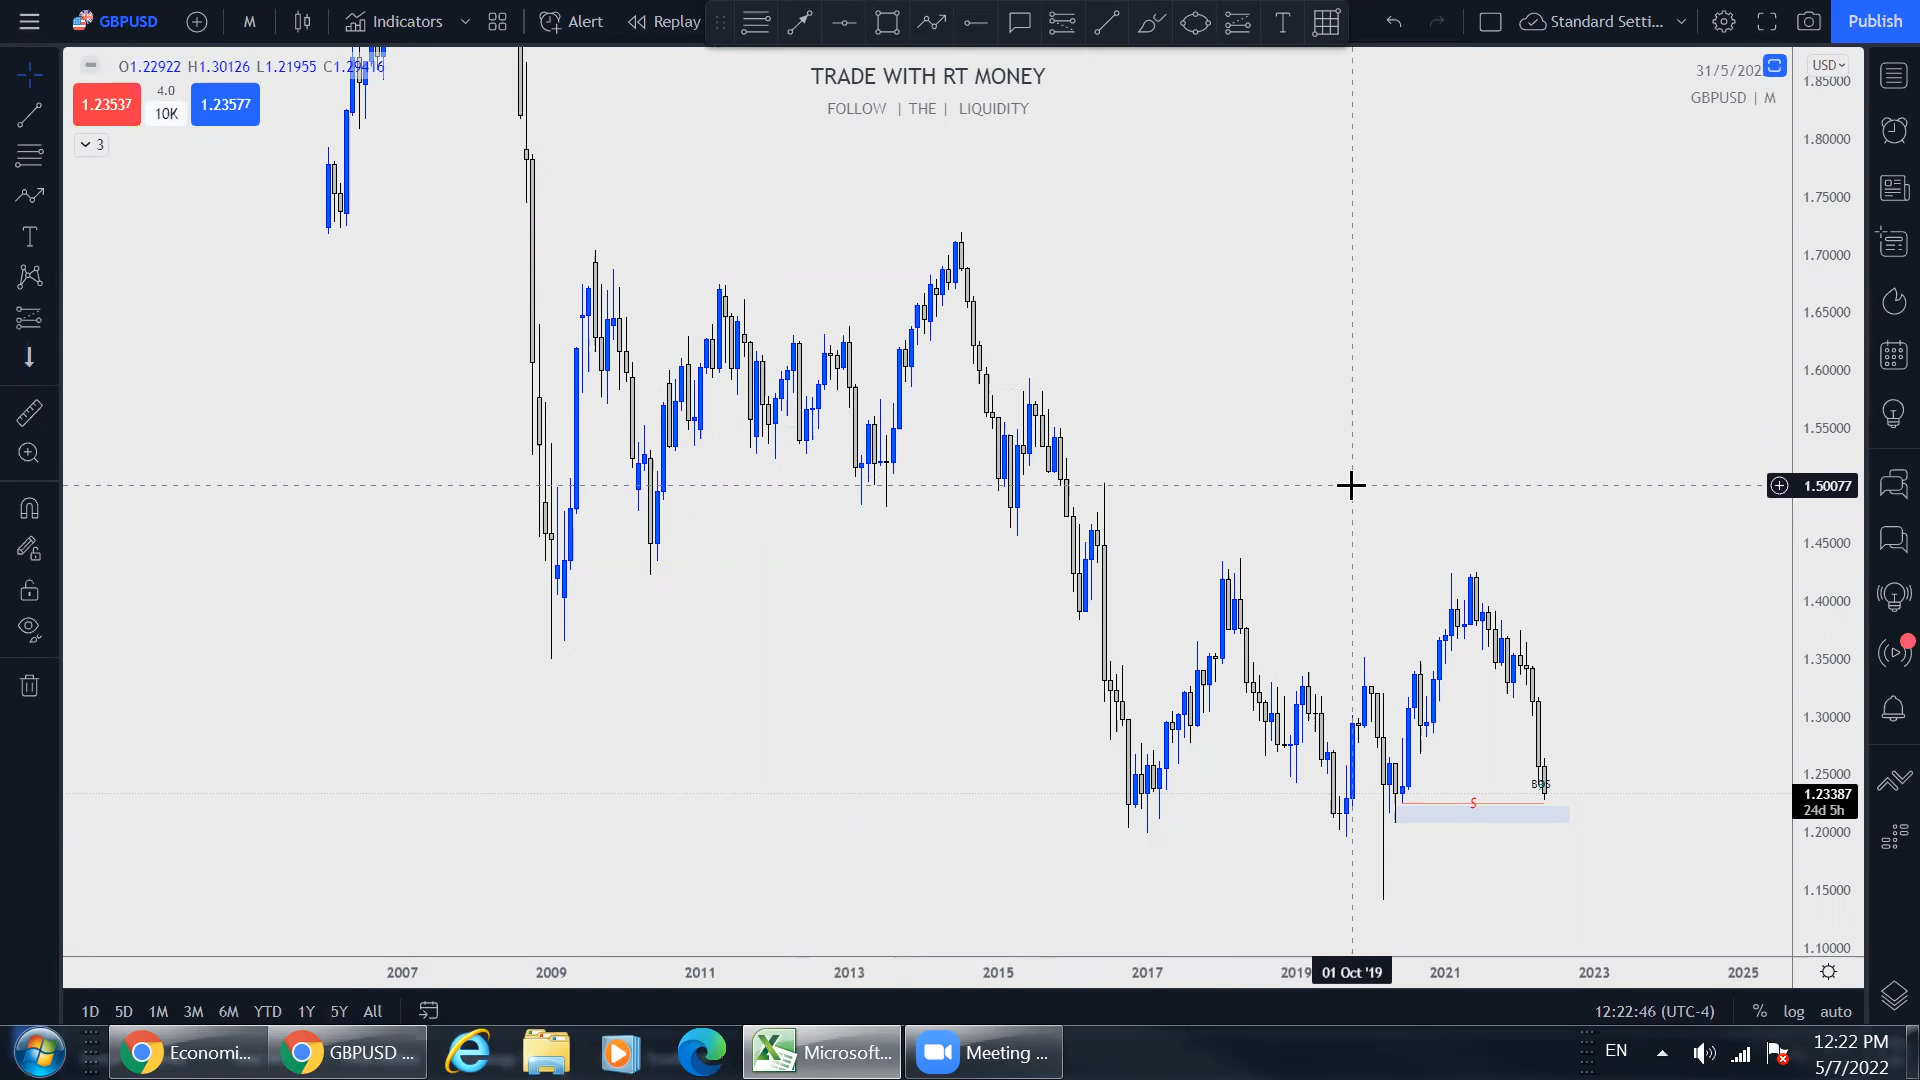 GBPUSD
M
Indicators
Alert
Replay
Standard Setti...
Publish
O1.22922 H1.30126 L1.21955 C1.29416
1.23537
4.0
10K
1.23577
3
TRADE WITH RT MONEY
FOLLOW | THE | LIQUIDITY
31/5/202
GBPUSD | M
USD
1.85000
1.80000
1.75000
1.70000
1.65000
1.60000
1.55000
1.50077
1.45000
1.40000
1.35000
1.30000
1.25000
1.23387
24d 5h
1.20000
1.15000
1.10000
BOS
$
2007
2009
2011
2013
2015
2017
2019
01 Oct '19
2021
2023
2025
1D 5D 1M 3M 6M YTD 1Y 5Y All
12:22:46 (UTC-4)
% log auto
Economi...
GBPUSD ...
Microsoft...
Meeting ...
EN
12:22 PM
5/7/2022